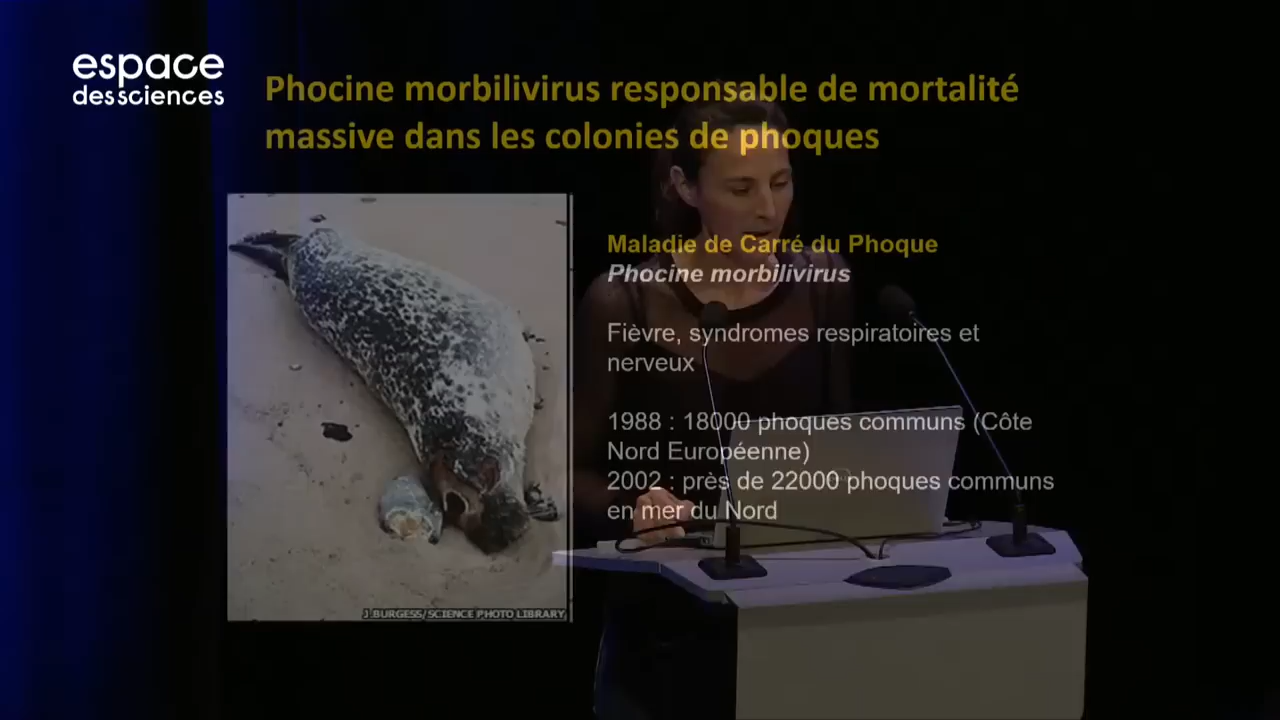 espace
des sciences
Phocine morbilivirus responsable de mortalité
massive dans les colonies de phoques
Maladie de Carré du Phoque
Phocine morbilivirus
Fièvre, syndromes respiratoires et
nerveux
1988 : 18000 phoques communs (Côte
Nord Européenne)
2002 : près de 22000 phoques communs
en mer du Nord
J.BURGESS/SCIENCE PHOTO LIBRARY